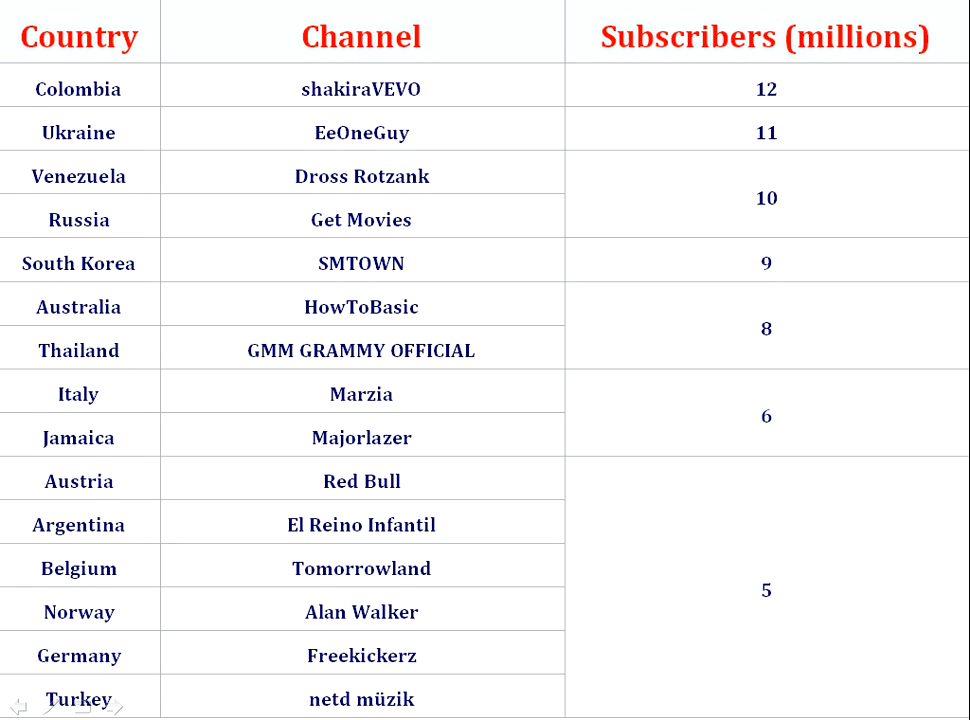 Country Channel Subscribers (millions)
Colombia shakiraVEVO 12
Ukraine EeOneGuy 11
Venezuela Dross Rotzank 10
Russia Get Movies
South Korea SMTOWN 9
Australia HowToBasic 8
Thailand GMM GRAMMY OFFICIAL
Italy Marzia 6
Jamaica Majorlazer
Austria Red Bull 5
Argentina El Reino Infantil
Belgium Tomorrowland
Norway Alan Walker
Germany Freekickerz
Turkey netd müzik